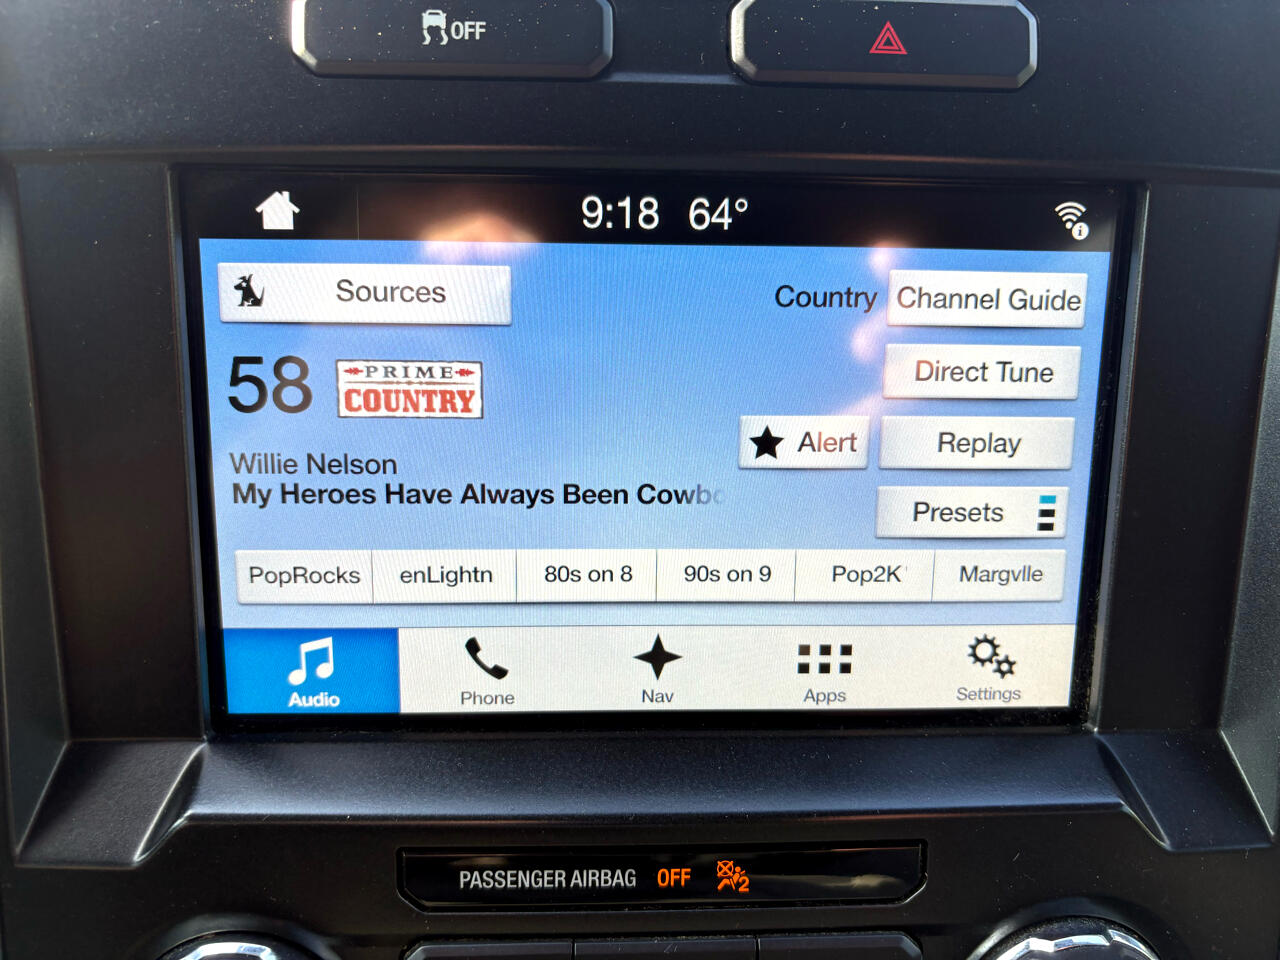 OFF
9:18 64°
Sources
Country Channel Guide
58 PRIME COUNTRY
Direct Tune
Alert Replay
Willie Nelson
My Heroes Have Always Been Cowb
Presets
PopRocks enLightn 80s on 8 90s on 9 Pop2K Margvlle
Audio Phone Nav Apps Settings
PASSENGER AIRBAG OFF 2